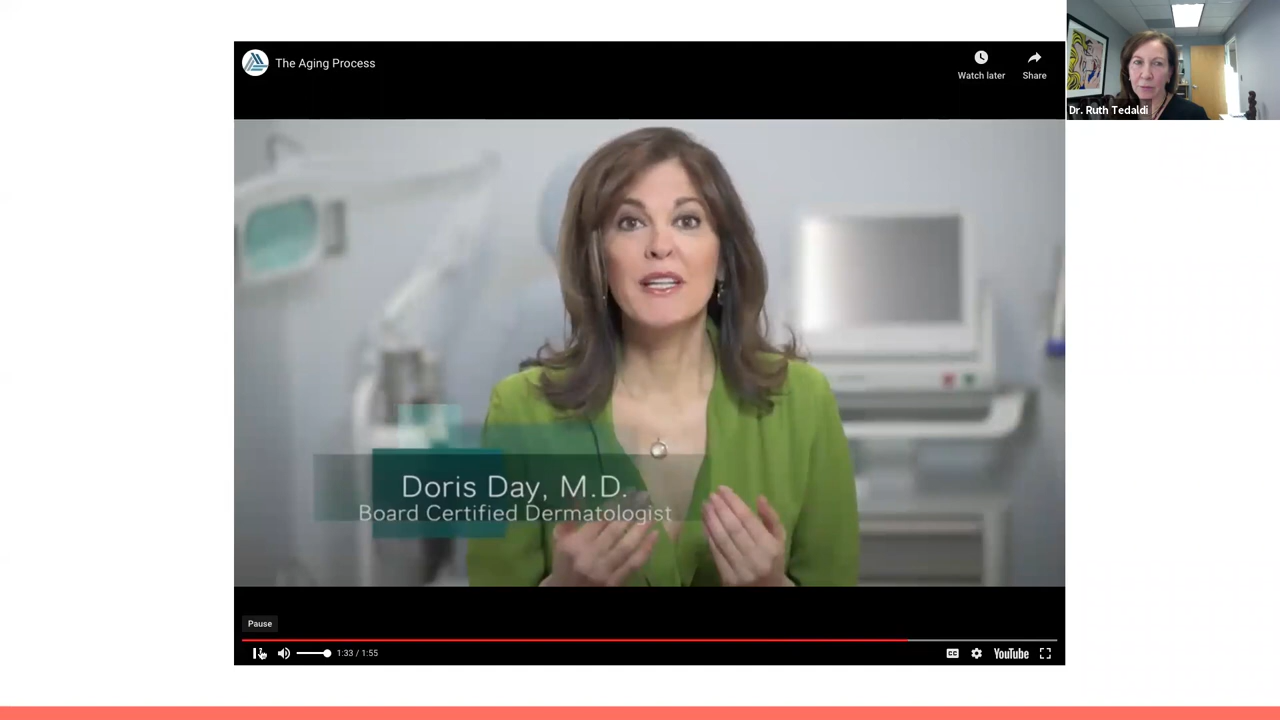 The Aging Process
Watch later
Share
Dr. Ruth Tedaldi
Doris Day, M.D.
Board Certified Dermatologist
Pause
1:33 / 1:55
CC
YouTube